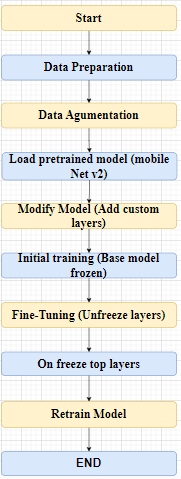 Start
Data Preparation
Data Agumentation
Load pretrained model (mobile
Net v2)
Modify Model (Add custom
layers)
Initial training (Base model
frozen)
Fine-Tuning (Unfreeze layers)
On freeze top layers
Retrain Model
END